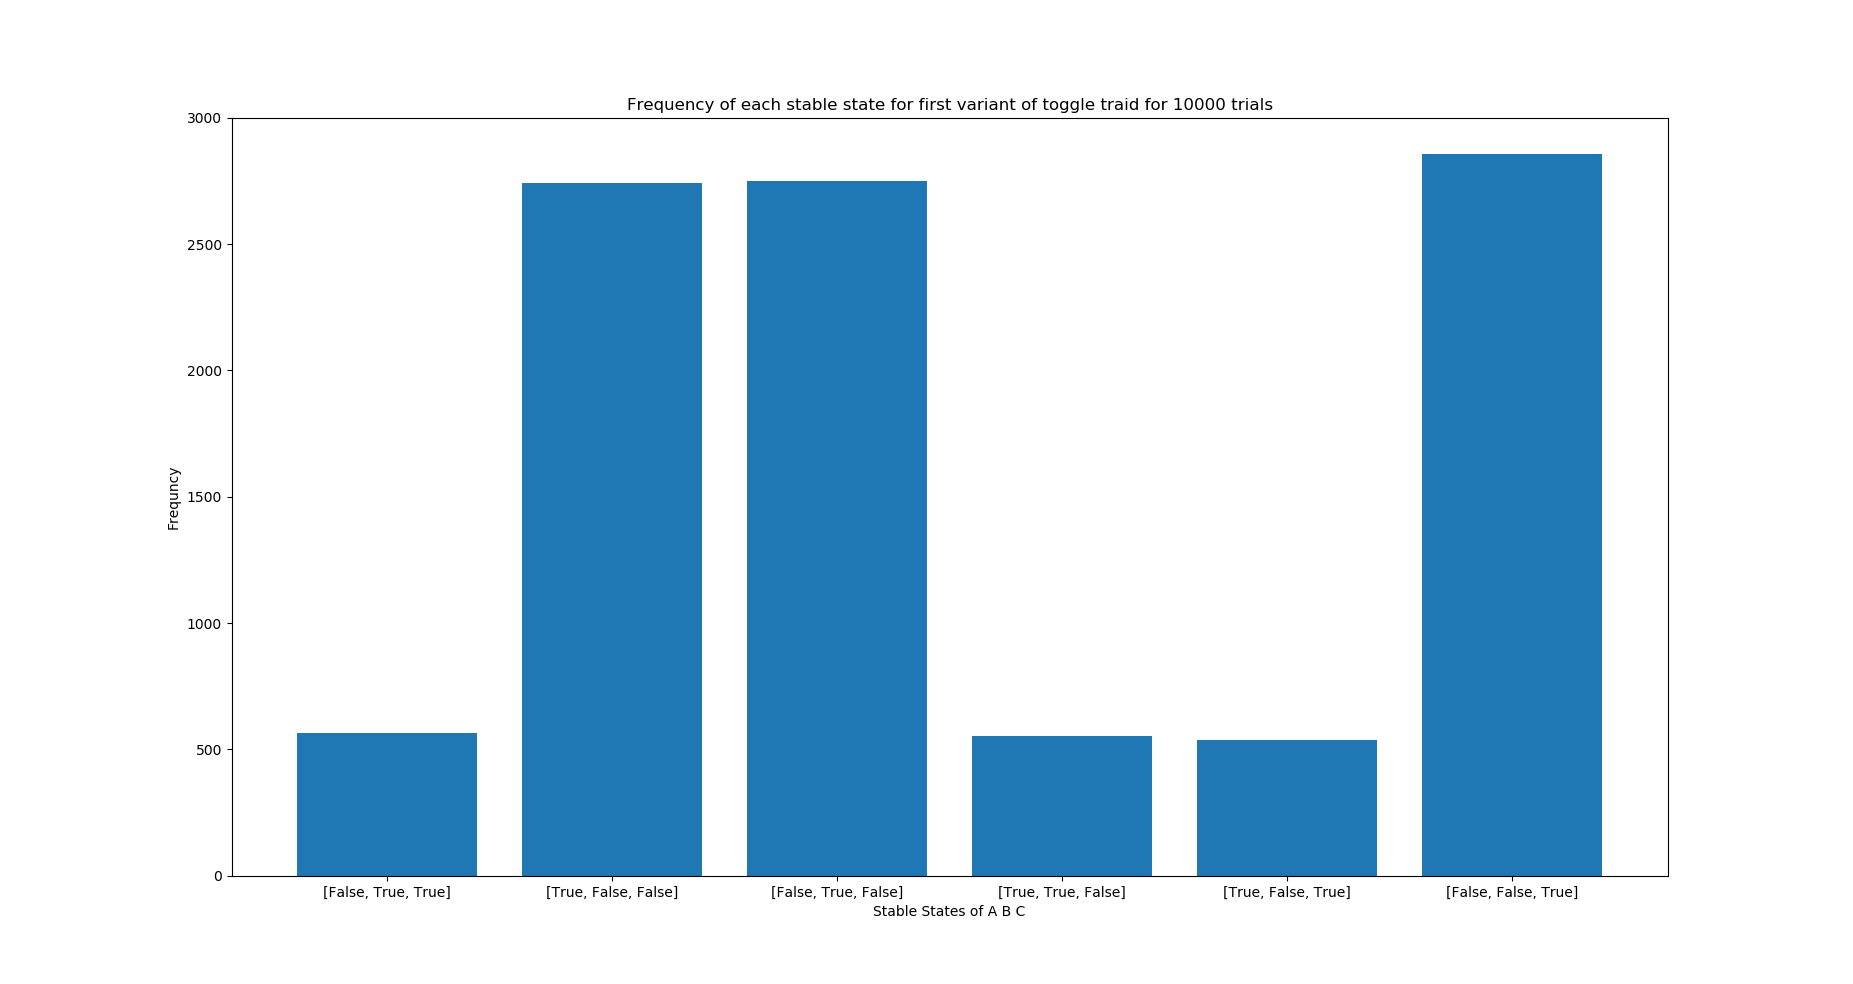 Frequency of each stable state for first variant of toggle traid for 10000 trials
3000
2500
2000
1500
1000
500
0
Frequncy
[False, True, True] [True, False, False] [False, True, False] [True, True, False] [True, False, True] [False, False, True]
Stable States of A B C